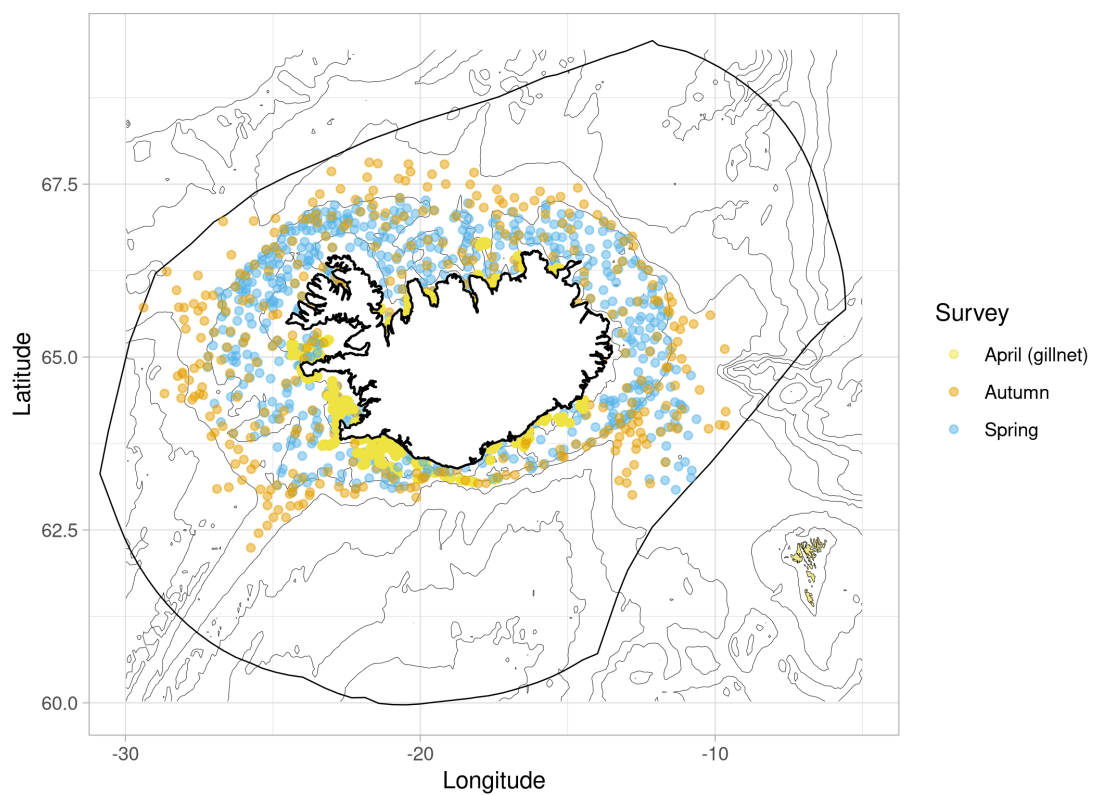 67.5
65.0
62.5
60.0
Latitude
-30
-20
-10
Longitude
Survey
April (gillnet)
Autumn
Spring